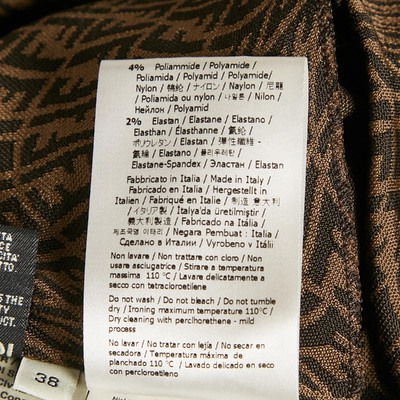 4% Poliammide / Polyamide /
Poliamida / Polyamid / Polyamide/
Nylon / 锦纶 / ナイロン / Naylon / 尼龍
/ Poliamida ou nylon / 나일론 / Nilon /
Нейлон / Polyamid
2% Elastan / Elastane / Elastano /
Elasthan / Élasthanne / 氨纶 /
ポリウレタン / Elastan / 彈性纖維 -
氨綸 / Elastano / 폴리우레탄 /
Elastane-Spandex / Эластан / Elastan
Fabbricato in Italia / Made in Italy /
Fabricado en Italia / Hergestellt in
Italien / Fabriqué en Italie / 制造 意大利
/ イタリア製 / İtalya'da üretilmiştir /
義大利製造 / Fabricado na Itália /
제조국명 이태리 / Negara Pembuat : Italia /
Сделано в Италии / Vyrobeno v Itálii
Non lavare / Non trattare con cloro / Non
usare asciugatrice / Stirare a temperatura
massima 110 °C / Lavare delicatamente a
secco con tetracloroetilene
Do not wash / Do not bleach / Do not tumble
dry / Ironing maximum temperature 110°C /
Dry cleaning with perclhorethene - mild
process
No lavar / No tratar con lejía / No secar en
secadora / Temperatura máxima de
planchado 110°C / Lavado delicado en seco
con percloroetileno
38